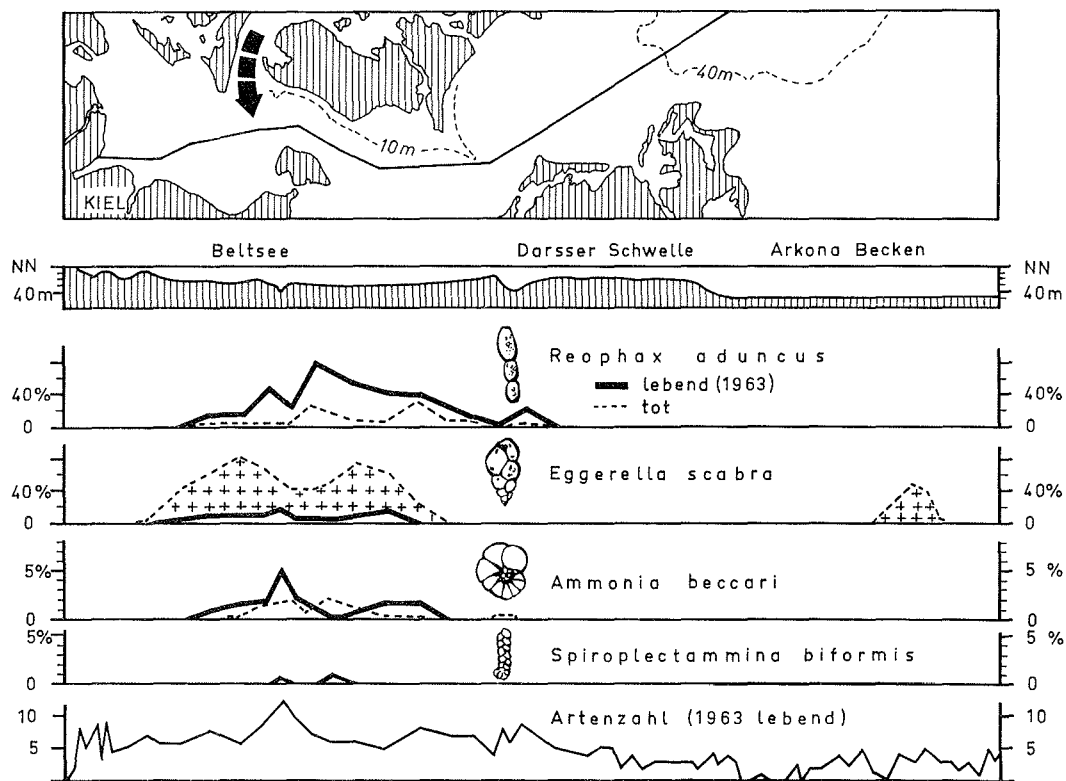 40m
10m
KIEL
Beltsee Darsser Schwelle Arkona Becken
NN NN
40m 40m
Reophax aduncus
lebend (1963)
40% 40%
tot
0 0
Eggerella scabra
40% 40%
0 0
5% 5 %
Ammonia beccari
0 0
5% 5 %
Spiroplectammina biformis
0 0
Artenzahl (1963 lebend)
10 10
5 5